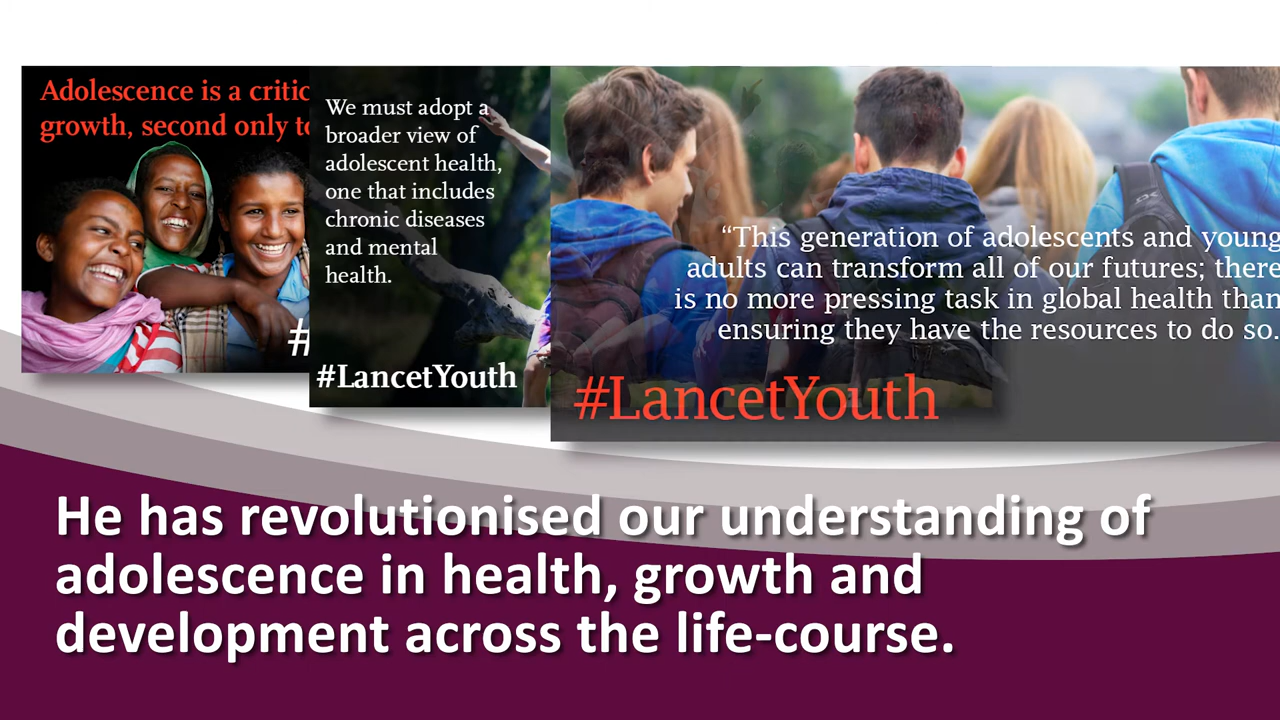 Adolescence is a critic
growth, second only to
#
We must adopt a
broader view of
adolescent health,
one that includes
chronic diseases
and mental
health.
#LancetYouth
“This generation of adolescents and young
adults can transform all of our futures; there
is no more pressing task in global health than
ensuring they have the resources to do so.
#LancetYouth
He has revolutionised our understanding of
adolescence in health, growth and
development across the life-course.